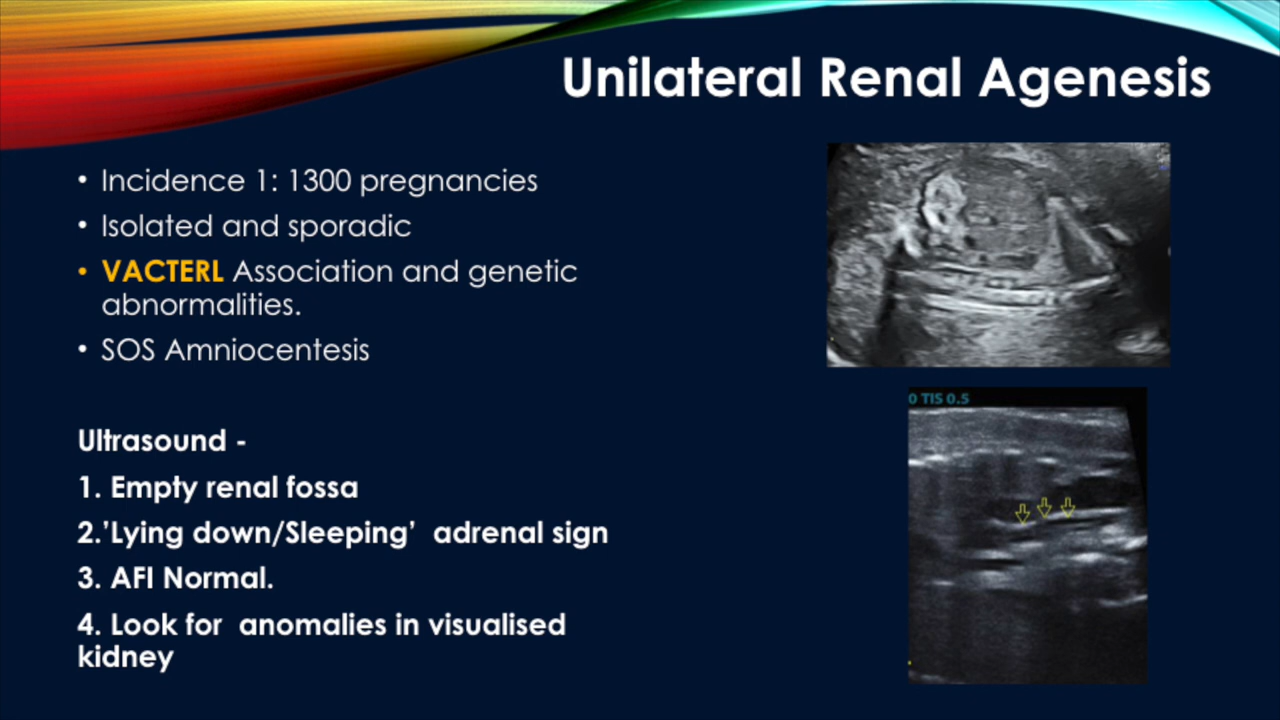 Unilateral Renal Agenesis
• Incidence 1: 1300 pregnancies
• Isolated and sporadic
• VACTERL Association and genetic
abnormalities.
• SOS Amniocentesis
Ultrasound -
1. Empty renal fossa
2.’Lying down/Sleeping’ adrenal sign
3. AFI Normal.
4. Look for anomalies in visualised
kidney
0 TIS 0.5